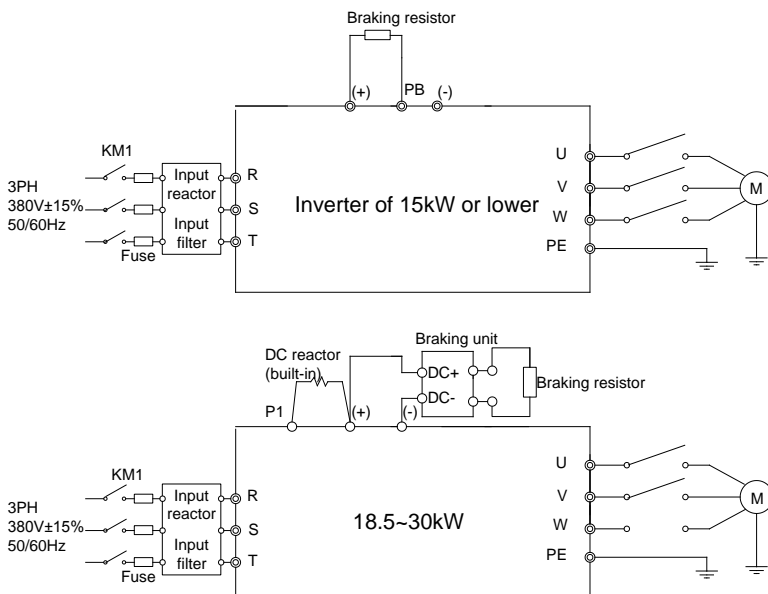 Braking resistor
(+)
PB
(-)
KM1
3PH
380V±15%
50/60Hz
Fuse
Input
reactor
Input
filter
R
S
T
Inverter of 15kW or lower
U
V
W
PE
M
DC reactor
(built-in)
Braking unit
DC+
DC-
Braking resistor
P1
(+)
(-)
KM1
3PH
380V±15%
50/60Hz
Fuse
Input
reactor
Input
filter
R
S
T
18.5~30kW
U
V
W
PE
M